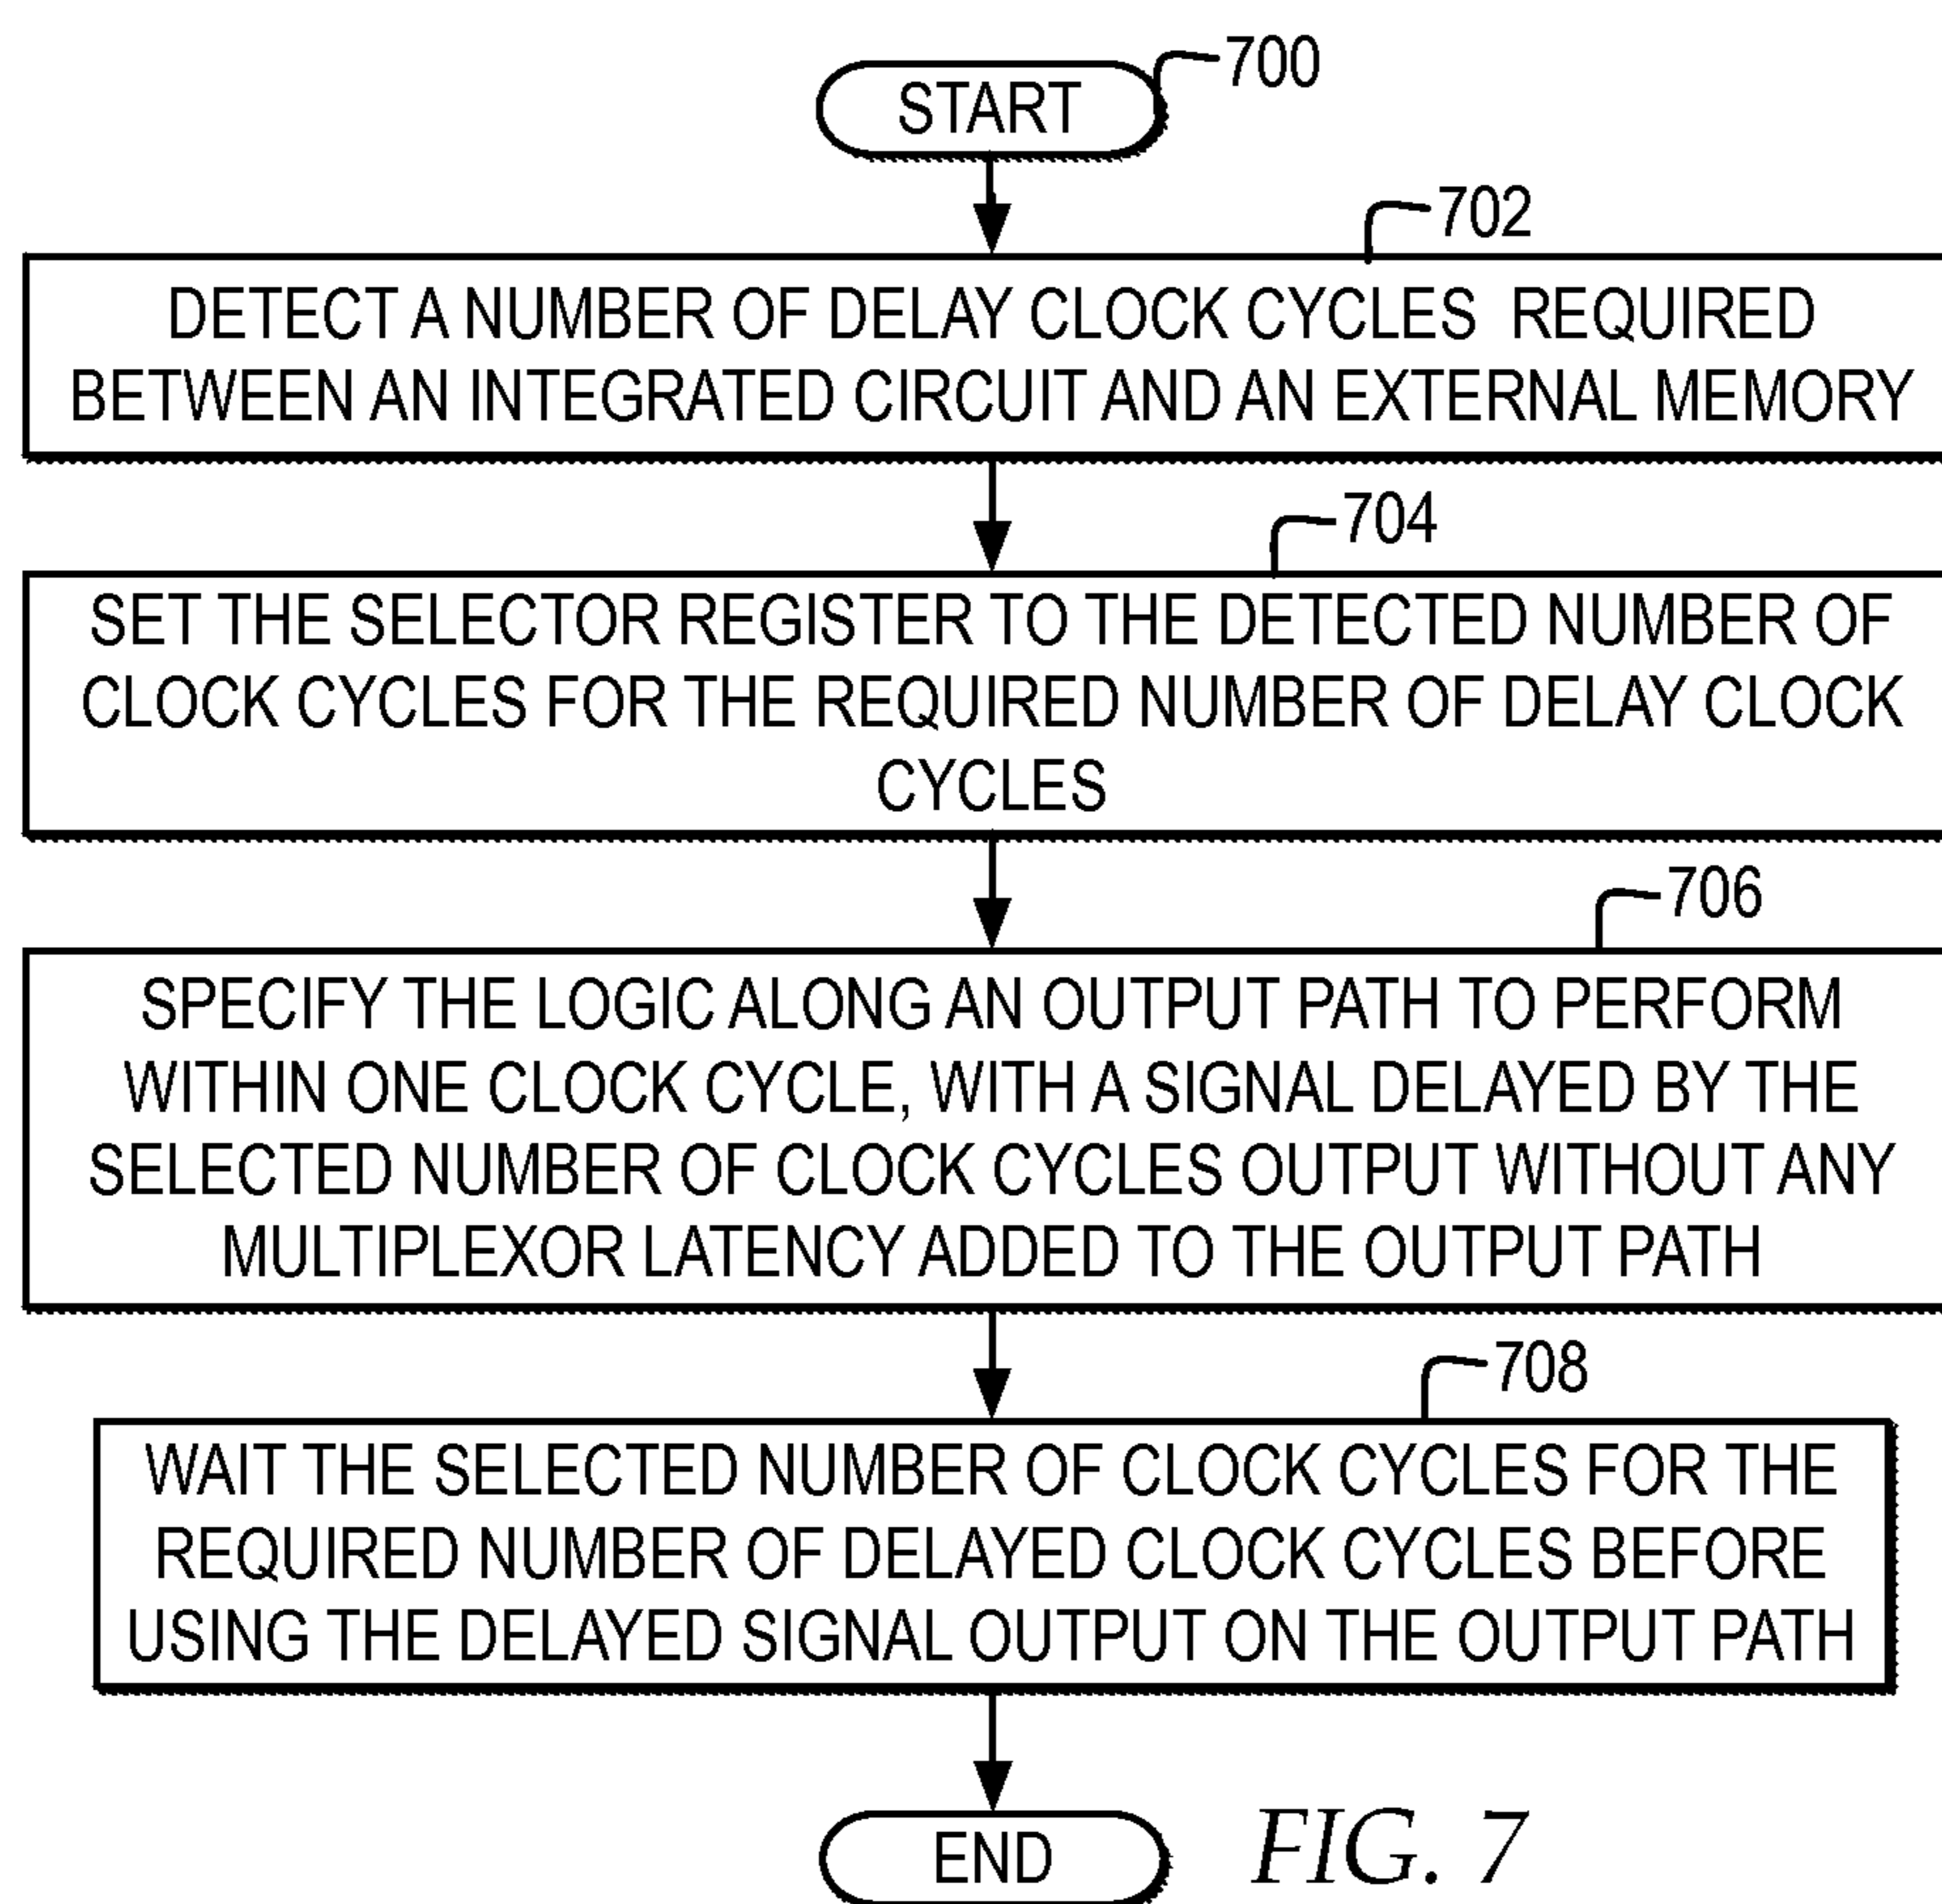 START
700
702
DETECT A NUMBER OF DELAY CLOCK CYCLES REQUIRED
BETWEEN AN INTEGRATED CIRCUIT AND AN EXTERNAL MEMORY
704
SET THE SELECTOR REGISTER TO THE DETECTED NUMBER OF
CLOCK CYCLES FOR THE REQUIRED NUMBER OF DELAY CLOCK
CYCLES
706
SPECIFY THE LOGIC ALONG AN OUTPUT PATH TO PERFORM
WITHIN ONE CLOCK CYCLE, WITH A SIGNAL DELAYED BY THE
SELECTED NUMBER OF CLOCK CYCLES OUTPUT WITHOUT ANY
MULTIPLEXOR LATENCY ADDED TO THE OUTPUT PATH
708
WAIT THE SELECTED NUMBER OF CLOCK CYCLES FOR THE
REQUIRED NUMBER OF DELAYED CLOCK CYCLES BEFORE
USING THE DELAYED SIGNAL OUTPUT ON THE OUTPUT PATH
END
FIG. 7